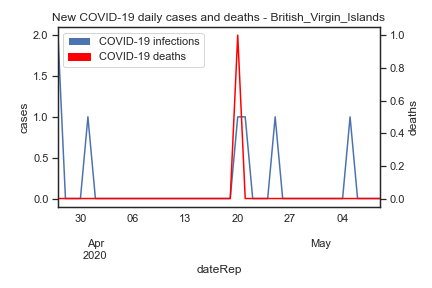 New COVID-19 daily cases and deaths - British_Virgin_Islands
COVID-19 infections
COVID-19 deaths
2.0
1.5
1.0
0.5
0.0
cases
1.0
0.8
0.6
0.4
0.2
0.0
deaths
30 06 13 20 27 04
Apr May
2020
dateRep